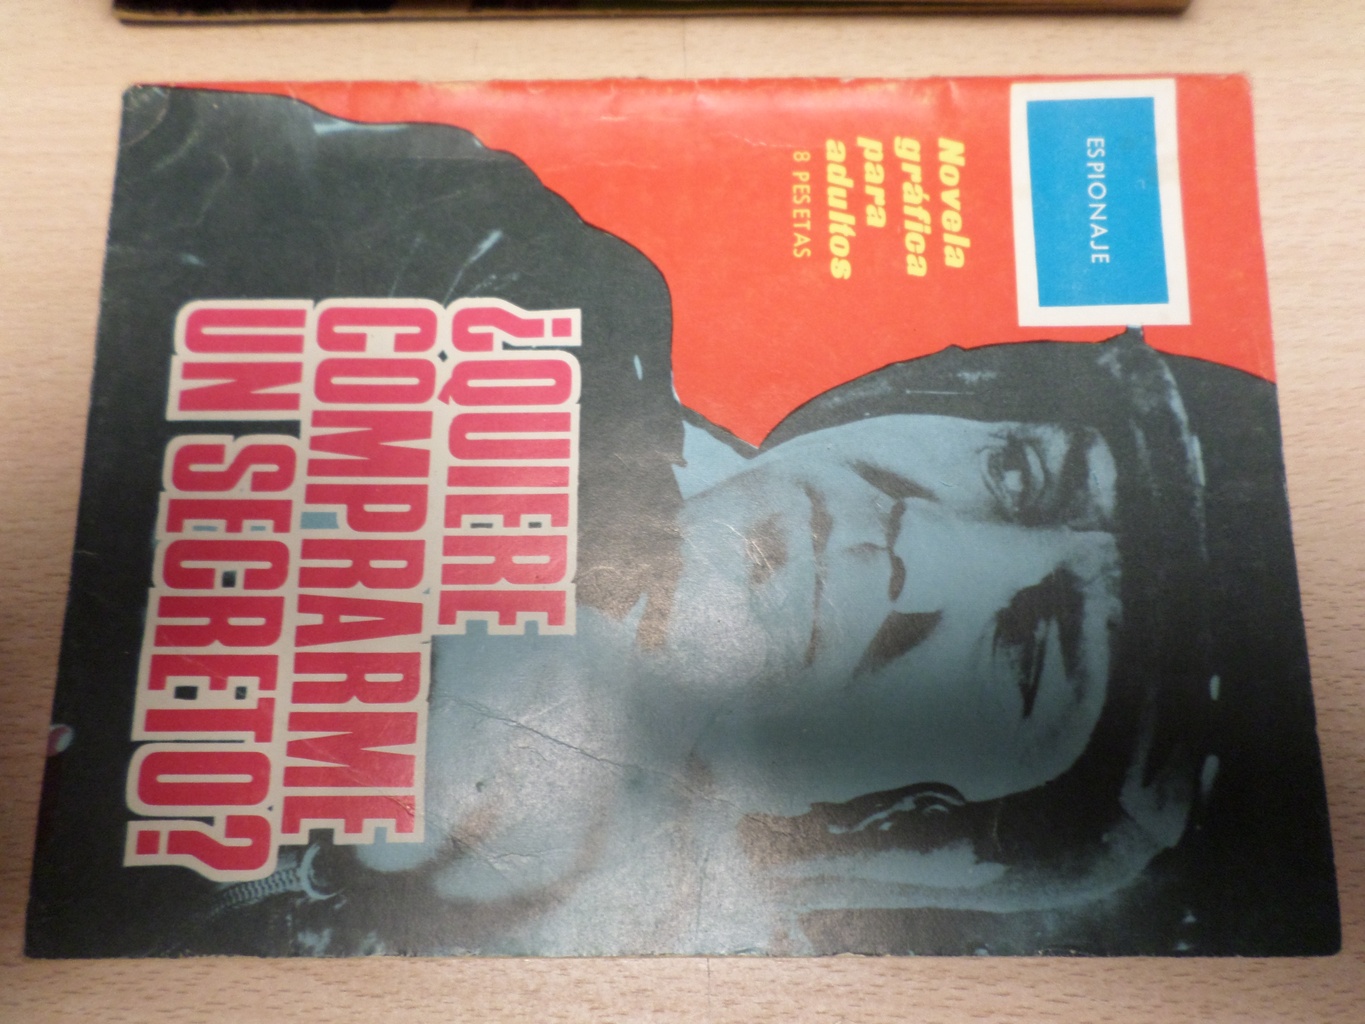 ESPIONAJE
Novela
gráfica
para
adultos
8 PESETAS
¿QUIERE
COMPRARME
UN SECRETO?